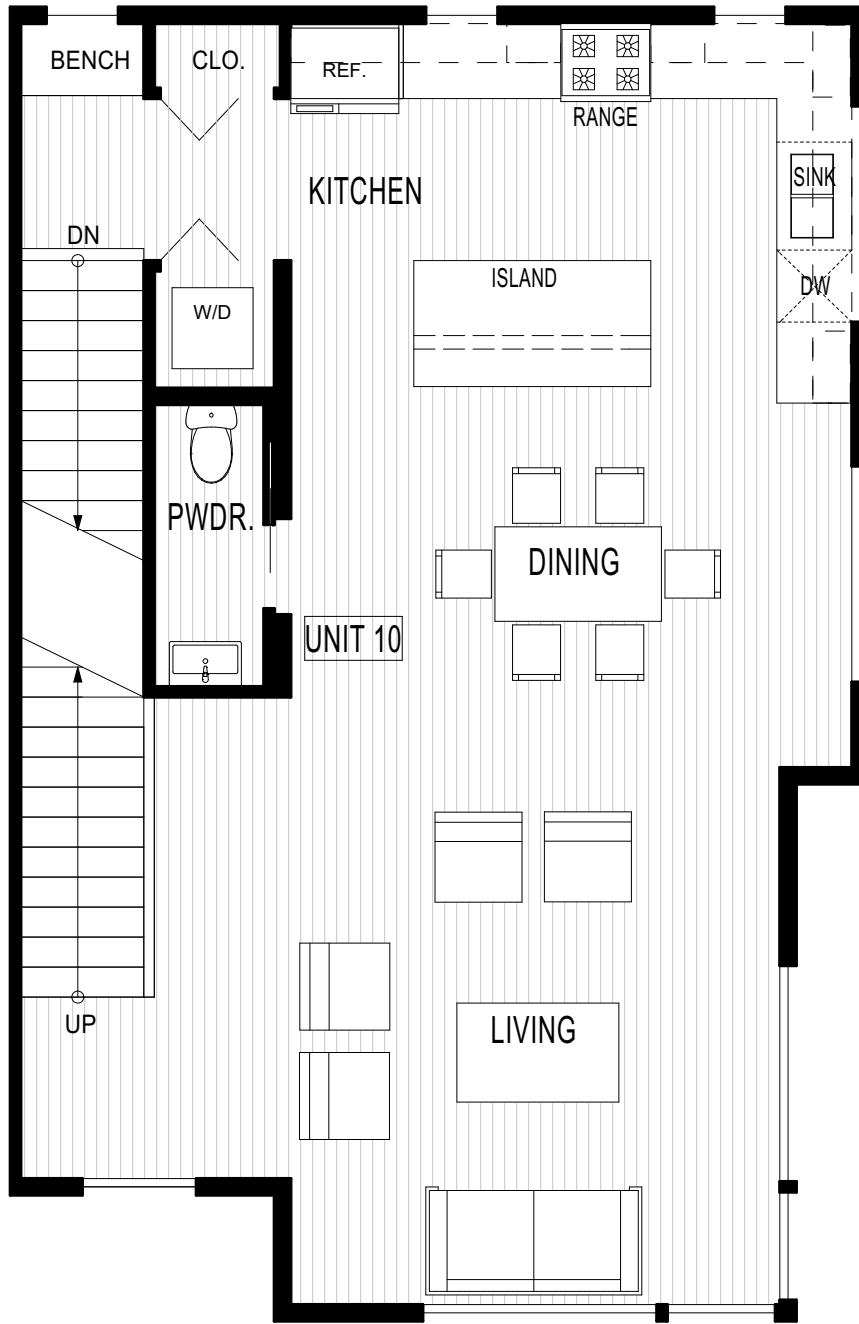 BENCH
CLO.
REF.
RANGE
KITCHEN
SINK
DN
ISLAND
DW
W/D
PWDR.
DINING
UNIT 10
UP
LIVING